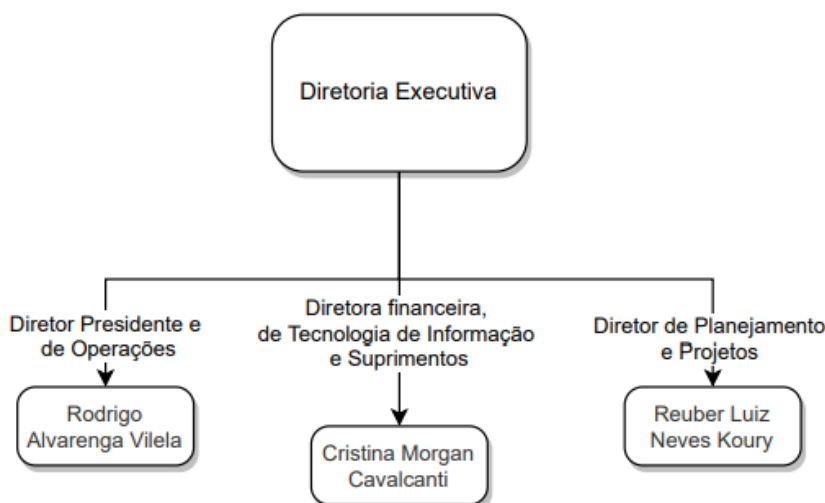 Diretoria Executiva
Diretor Presidente e
de Operações
Rodrigo
Alvarenga Vilela
Diretora financeira,
de Tecnologia de Informação
e Suprimentos
Cristina Morgan
Cavalcanti
Diretor de Planejamento
e Projetos
Reuber Luiz
Neves Koury